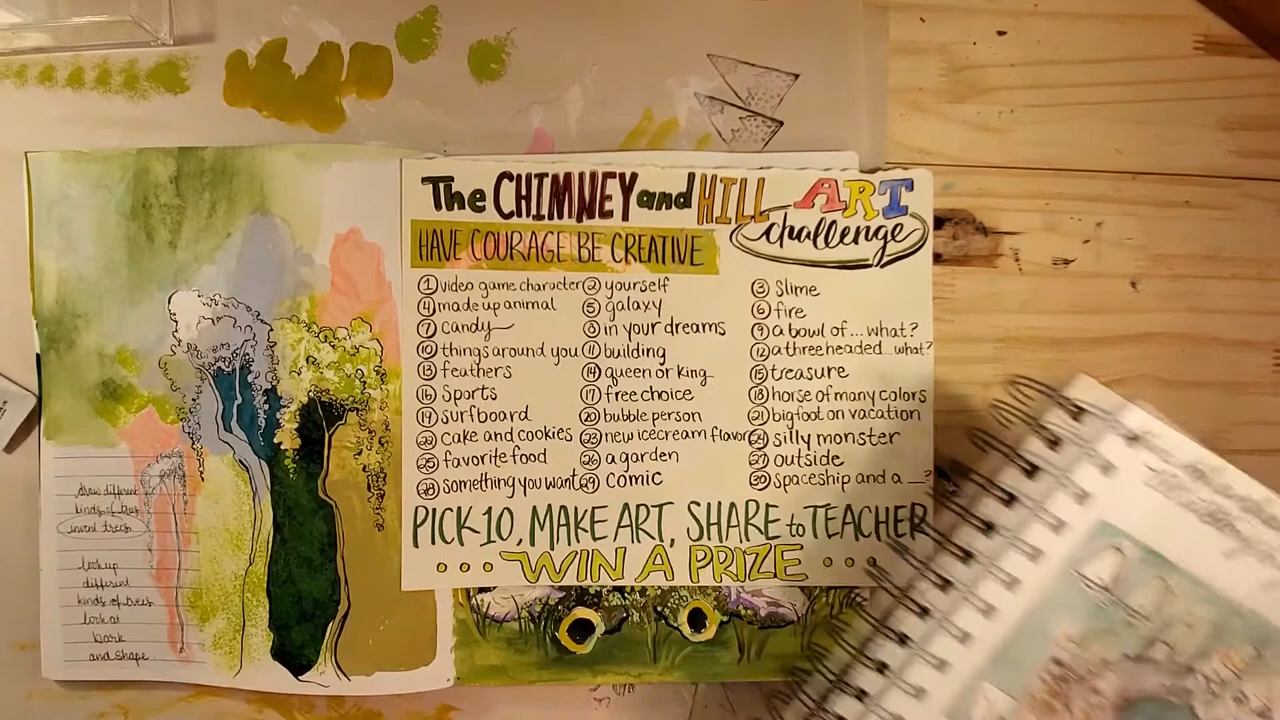 The CHIMNEY and HILL ART
challenge
HAVE COURAGE BE CREATIVE
1 video game character 2 yourself 3 Slime
4 made up animal 5 galaxy 6 fire
7 candy 8 in your dreams 9 a bowl of... what?
10 things around you 11 building 12 a three headed... what?
13 feathers 14 queen or king 15 treasure
16 Sports 17 free choice 18 horse of many colors
19 surfboard 20 bubble person 21 bigfoot on vacation
22 cake and cookies 23 new icecream flavor 24 silly monster
25 favorite food 26 a garden 27 outside
28 something you want 29 comic 30 spaceship and a __?
PICK 10, MAKE ART, SHARE to TEACHER
... WIN A PRIZE ...
draw different
kinds of trees
invent trees
look up
different
kinds of trees
look at
bark
and shape